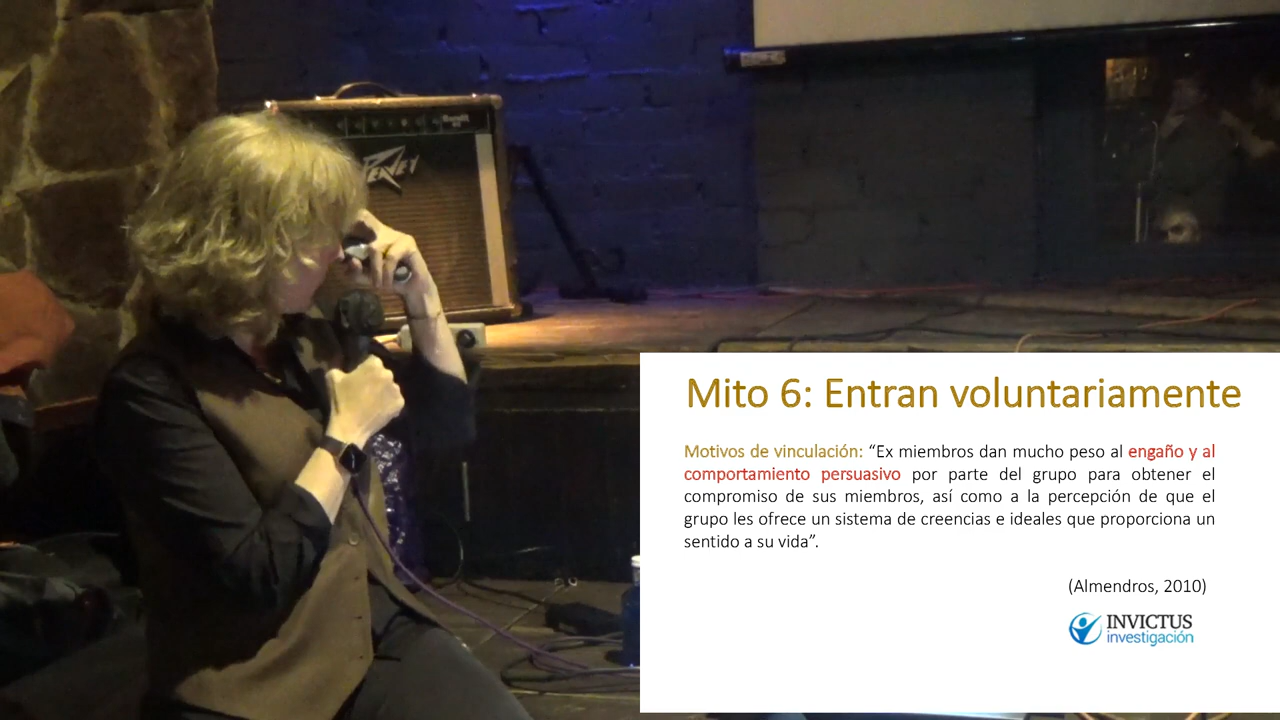 PEAVEY
Bandit
Mito 6: Entran voluntariamente
Motivos de vinculación: “Ex miembros dan mucho peso al engaño y al
comportamiento persuasivo por parte del grupo para obtener el
compromiso de sus miembros, así como a la percepción de que el
grupo les ofrece un sistema de creencias e ideales que proporciona un
sentido a su vida”.
(Almendros, 2010)
INVICTUS
investigación